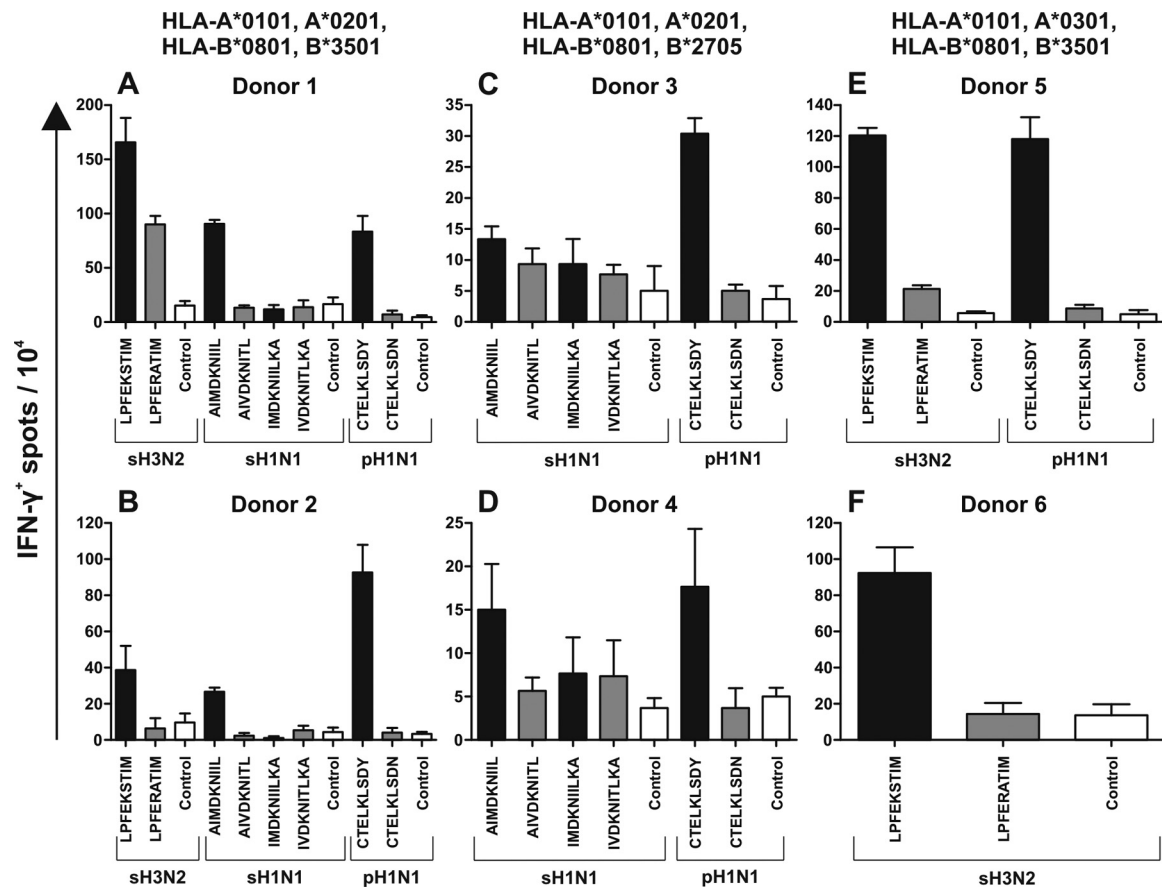 HLA-A*0101, A*0201,
HLA-B*0801, B*3501
HLA-A*0101, A*0201,
HLA-B*0801, B*2705
HLA-A*0101, A*0301,
HLA-B*0801, B*3501
IFN-γ⁺ spots / 10⁴
A
Donor 1
200
150
100
50
0
LPFEKSTIM
LPFERATIM
Control
AIMDKNIIL
AIVDKNITL
IMDKNIILKA
IVDKNITLKA
Control
CTELKLSDY
CTELKLSDN
Control
sH3N2
sH1N1
pH1N1
C
Donor 3
35
30
25
20
15
10
5
0
AIMDKNIIL
AIVDKNITL
IMDKNIILKA
IVDKNITLKA
Control
CTELKLSDY
CTELKLSDN
Control
sH1N1
pH1N1
E
Donor 5
140
120
100
80
60
40
20
0
LPFEKSTIM
LPFERATIM
Control
CTELKLSDY
CTELKLSDN
Control
sH3N2
pH1N1
B
Donor 2
120
100
80
60
40
20
0
LPFEKSTIM
LPFERATIM
Control
AIMDKNIIL
AIVDKNITL
IMDKNIILKA
IVDKNITLKA
Control
CTELKLSDY
CTELKLSDN
Control
sH3N2
sH1N1
pH1N1
D
Donor 4
25
20
15
10
5
0
AIMDKNIIL
AIVDKNITL
IMDKNIILKA
IVDKNITLKA
Control
CTELKLSDY
CTELKLSDN
Control
sH1N1
pH1N1
F
Donor 6
120
100
80
60
40
20
0
LPFEKSTIM
LPFERATIM
Control
sH3N2